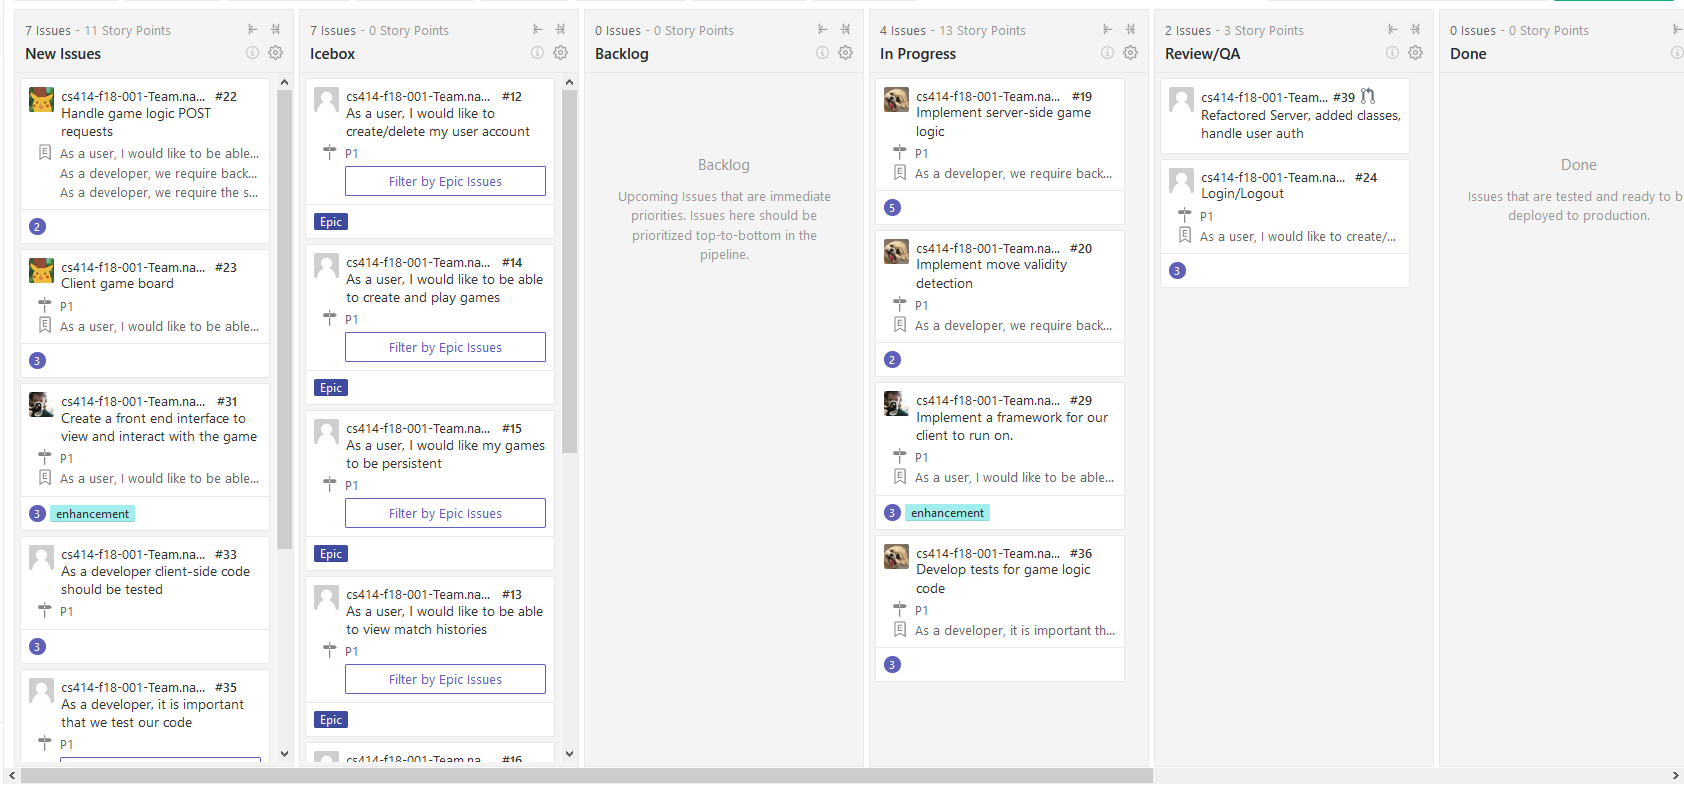 7 Issues - 11 Story Points
New Issues
cs414-f18-001-Team.na... #22
Handle game logic POST
requests
As a user, I would like to be able...
As a developer, we require back...
As a developer, we require the s...
2
cs414-f18-001-Team.na... #23
Client game board
P1
As a user, I would like to be able...
3
cs414-f18-001-Team.na... #31
Create a front end interface to
view and interact with the game
P1
As a user, I would like to be able...
3 enhancement
cs414-f18-001-Team.na... #33
As a developer client-side code
should be tested
P1
3
cs414-f18-001-Team.na... #35
As a developer, it is important
that we test our code
P1
7 Issues - 0 Story Points
Icebox
cs414-f18-001-Team.na... #12
As a user, I would like to
create/delete my user account
P1
Filter by Epic Issues
Epic
cs414-f18-001-Team.na... #14
As a user, I would like to be able
to create and play games
P1
Filter by Epic Issues
Epic
cs414-f18-001-Team.na... #15
As a user, I would like my games
to be persistent
P1
Filter by Epic Issues
Epic
cs414-f18-001-Team.na... #13
As a user, I would like to be able
to view match histories
P1
Filter by Epic Issues
Epic
cs414-f18-001-Team.na... #16
0 Issues - 0 Story Points
Backlog
Backlog
Upcoming Issues that are immediate
priorities. Issues here should be
prioritized top-to-bottom in the
pipeline.
4 Issues - 13 Story Points
In Progress
cs414-f18-001-Team.na... #19
Implement server-side game
logic
P1
As a developer, we require back...
5
cs414-f18-001-Team.na... #20
Implement move validity
detection
P1
As a developer, we require back...
2
cs414-f18-001-Team.na... #29
Implement a framework for our
client to run on.
P1
As a user, I would like to be able...
3 enhancement
cs414-f18-001-Team.na... #36
Develop tests for game logic
code
P1
As a developer, it is important th...
3
2 Issues - 3 Story Points
Review/QA
cs414-f18-001-Team... #39
Refactored Server, added classes,
handle user auth
cs414-f18-001-Team.na... #24
Login/Logout
P1
As a user, I would like to create/...
3
0 Issues - 0 Story Points
Done
Done
Issues that are tested and ready to b
deployed to production.